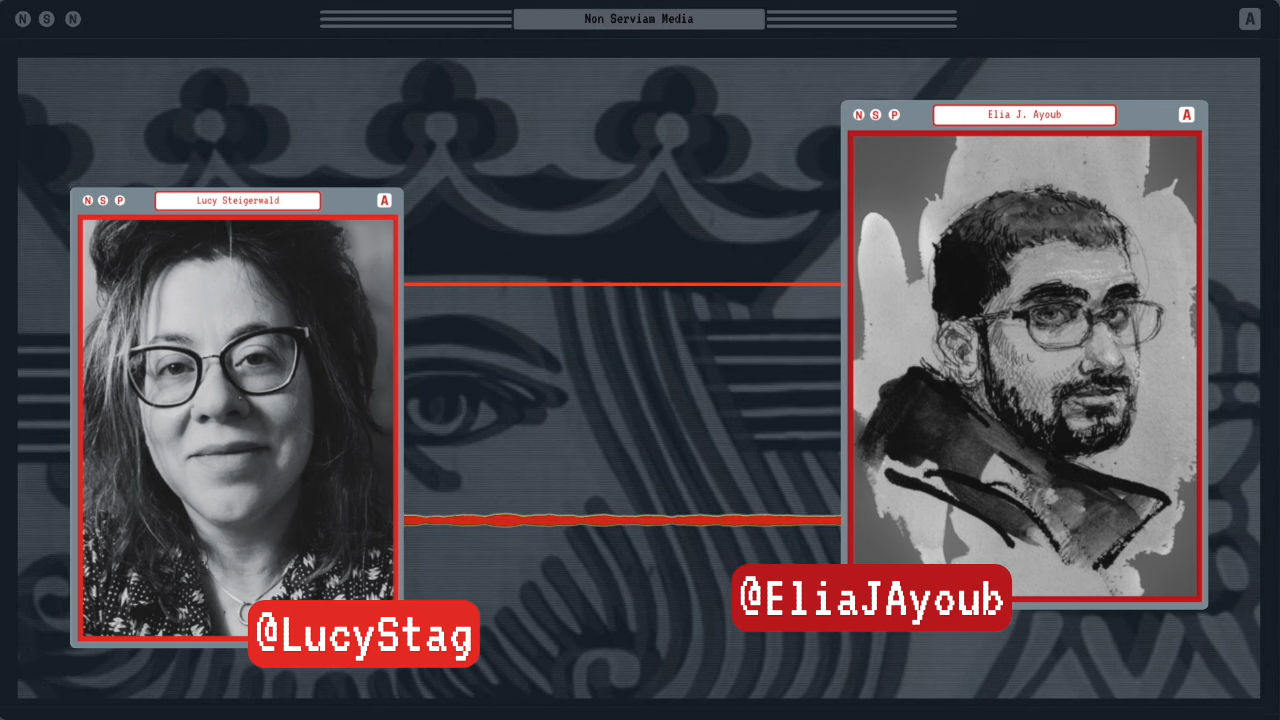 N S N
Non Serviam Media
A
N S P
Elia J. Ayoub
A
N S P
Lucy Steigerwald
A
@EliaJAyoub
@LucyStag